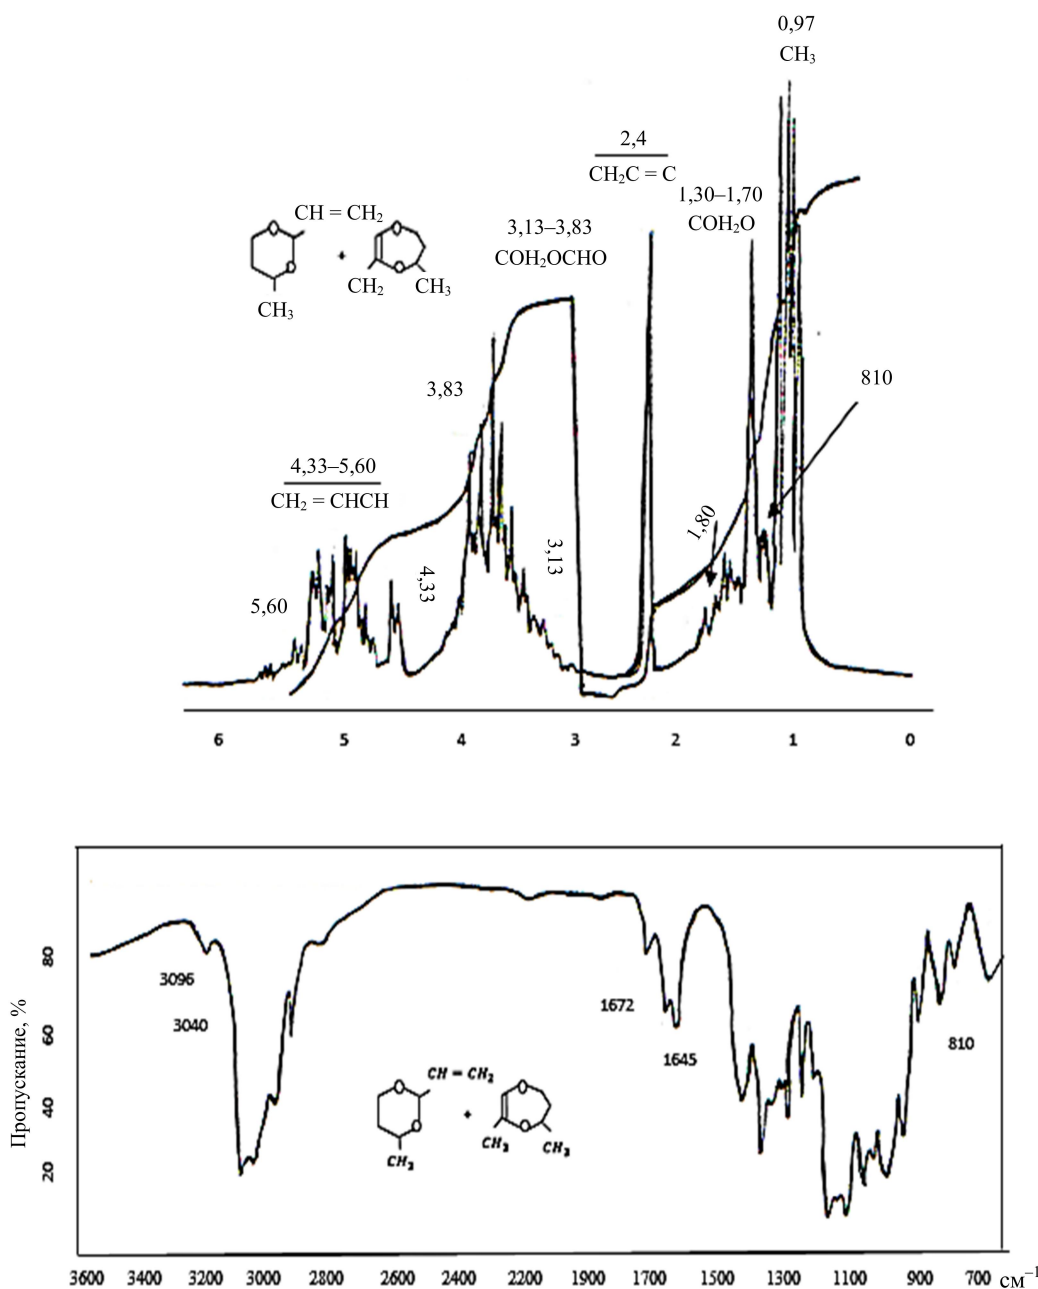 0,97
CH3
2,4
CH2C = C
1,30–1,70
COH2O
CH = CH2
3,13–3,83
COH2OCHO
+
CH2
CH3
CH3
O
O
O
O
3,83
810
4,33–5,60
CH2 = CHCH
1,80
3,13
4,33
5,60
6 5 4 3 2 1 0
Пропускание, %
80
60
40
20
3096
3040
1672
1645
810
CH = CH2
O
O
+
O
O
CH3
CH3
CH3
3600 3400 3200 3000 2800 2600 2400 2200 1900 1700 1500 1300 1100 900 700 см–1